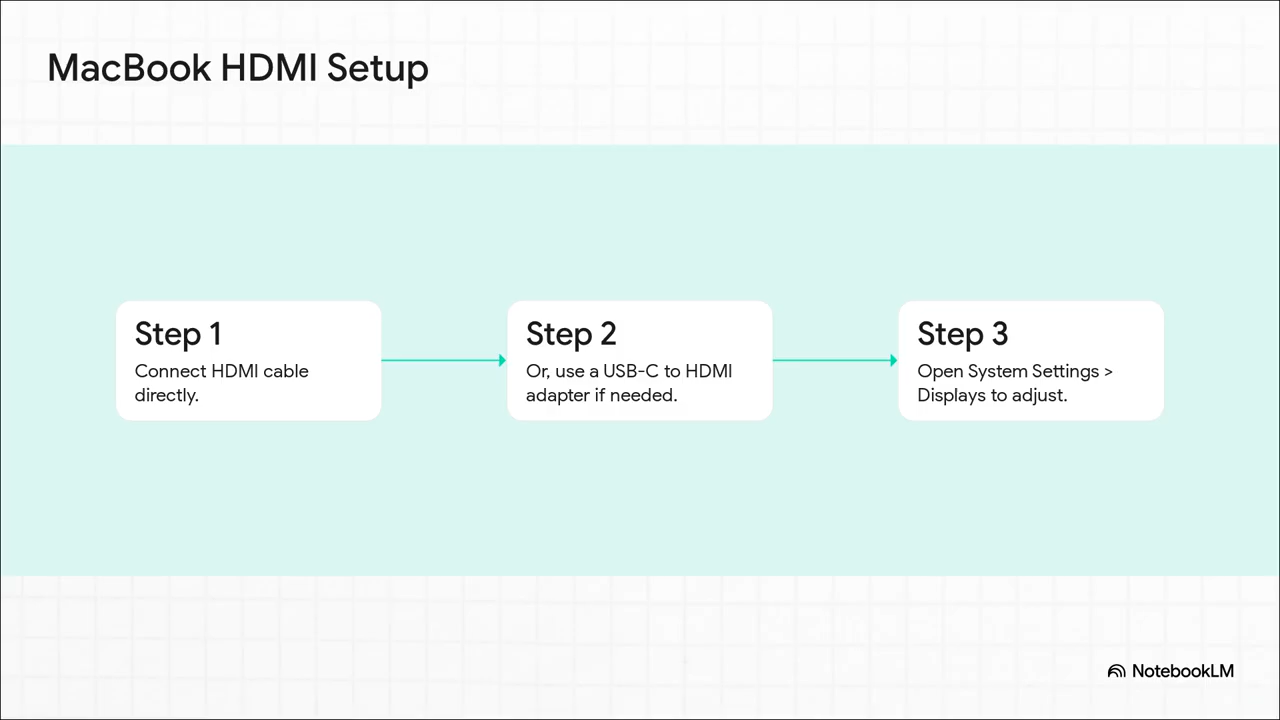 MacBook HDMI Setup
Step 1
Connect HDMI cable
directly.
Step 2
Or, use a USB-C to HDMI
adapter if needed.
Step 3
Open System Settings >
Displays to adjust.
NotebookLM